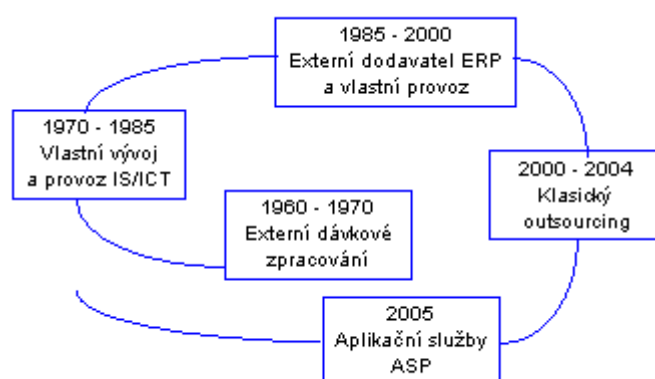 1985 - 2000
Externí dodavatel ERP
a vlastní provoz
1970 - 1985
Vlastní vývoj
a provoz IS/ICT
2000 - 2004
Klasický
outsourcing
1960 - 1970
Externí dávkové
zpracování
2005
Aplikační služby
ASP